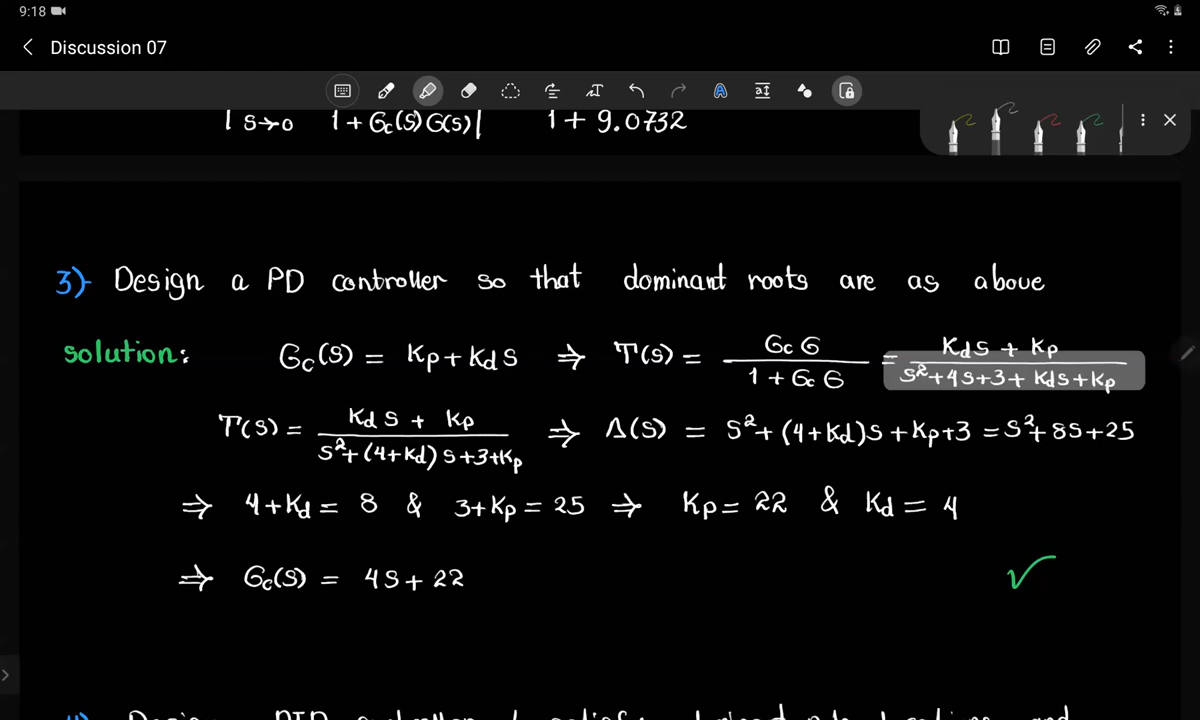 9:18
Discussion 07
| s→0 1 + Gc(s) G(s) | 1 + 9.0732
3)- Design a PD controller so that dominant roots are as above
solution: Gc(s) = Kp + Kd s ⇒ T(s) = Gc G / 1 + Gc G = Kd s + Kp / s² + 4s + 3 + Kd s + Kp
T(s) = Kd s + Kp / s² + (4+Kd) s + 3 + Kp ⇒ Δ(s) = s² + (4+Kd)s + Kp + 3 = s² + 8s + 25
⇒ 4 + Kd = 8 & 3 + Kp = 25 ⇒ Kp = 22 & Kd = 4
⇒ Gc(s) = 4s + 22 ✓